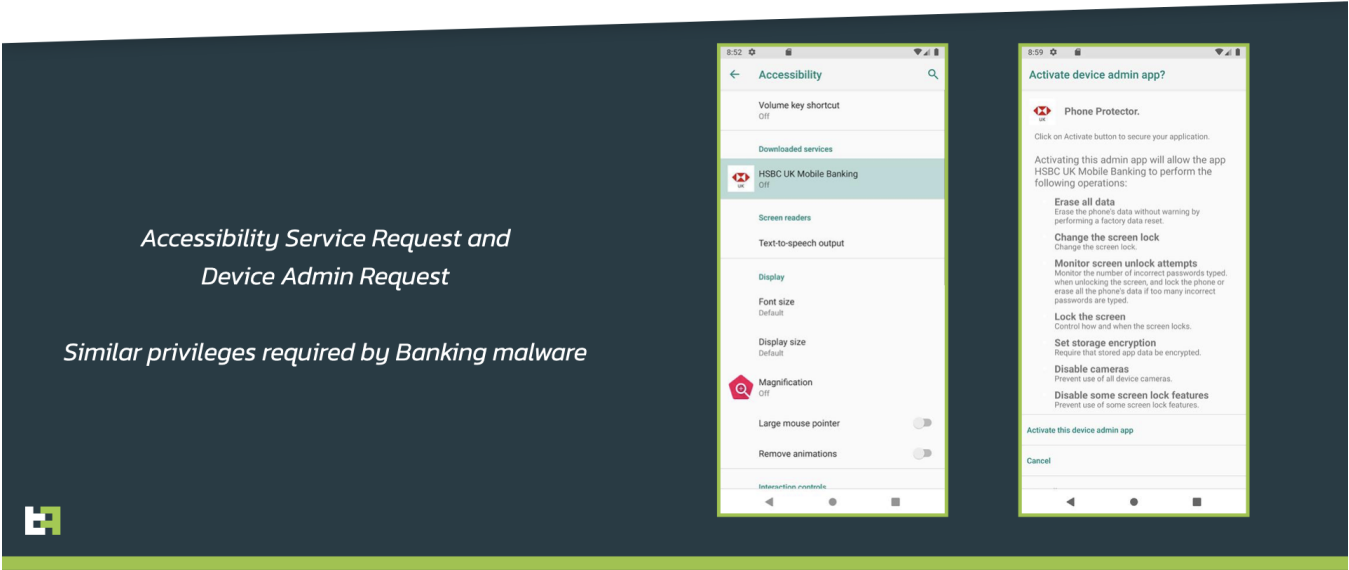 Accessibility Service Request and
Device Admin Request
Similar privileges required by Banking malware
8:52
Accessibility
Volume key shortcut
Off
Downloaded services
UK
HSBC UK Mobile Banking
Off
Screen readers
Text-to-speech output
Display
Font size
Default
Display size
Default
Magnification
Off
Large mouse pointer
Remove animations
Interaction controls
8:59
Activate device admin app?
UK
Phone Protector.
Click on Activate button to secure your application.
Activating this admin app will allow the app
HSBC UK Mobile Banking to perform the
following operations:
Erase all data
Erase the phone's data without warning by
performing a factory data reset.
Change the screen lock
Change the screen lock.
Monitor screen unlock attempts
Monitor the number of incorrect passwords typed.
when unlocking the screen, and lock the phone or
erase all the phone's data if too many incorrect
passwords are typed.
Lock the screen
Control how and when the screen locks.
Set storage encryption
Require that stored app data be encrypted.
Disable cameras
Prevent use of all device cameras.
Disable some screen lock features
Prevent use of some screen lock features.
Activate this device admin app
Cancel